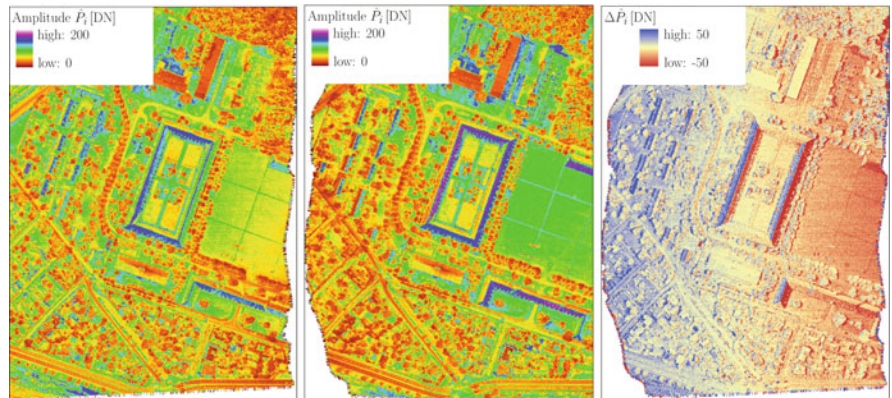 Amplitude P̂ₜ [DN]
high: 200
low: 0
Amplitude P̂ₜ [DN]
high: 200
low: 0
ΔP̂ₜ [DN]
high: 50
low: -50